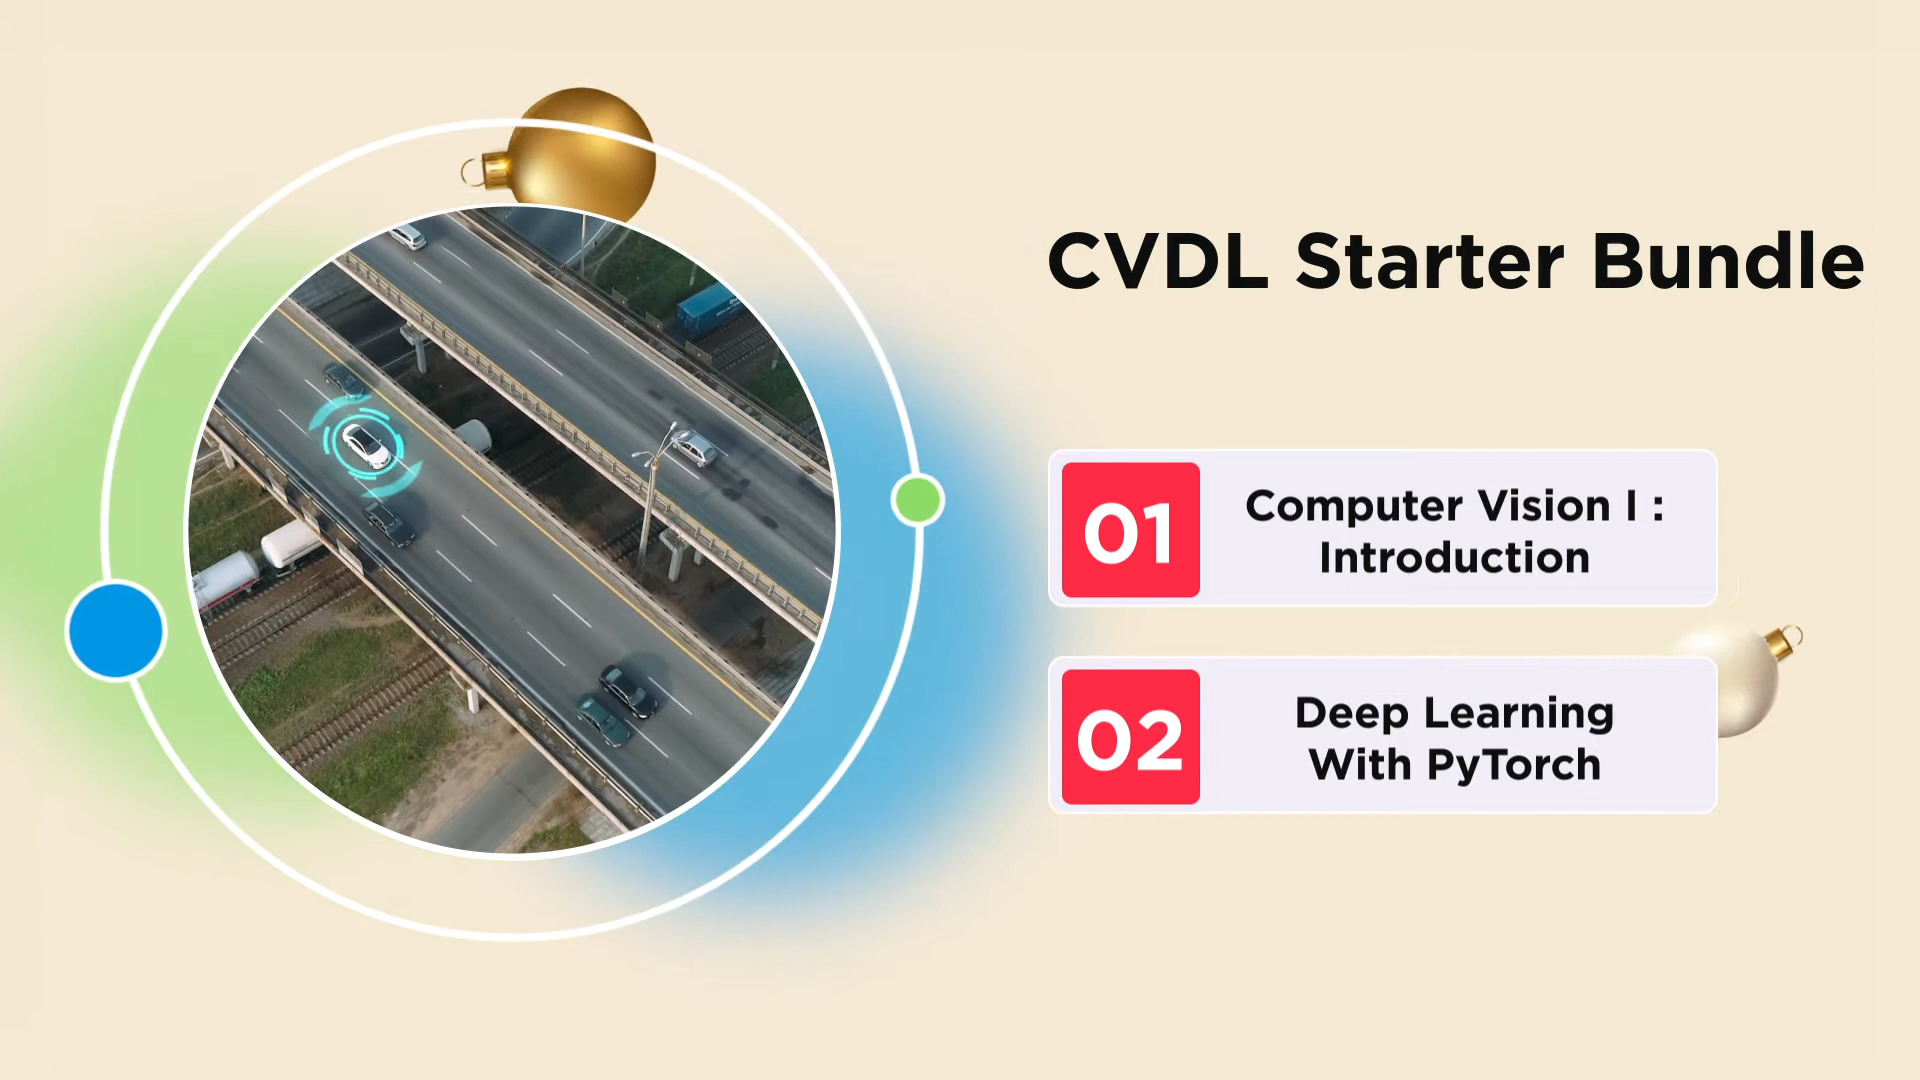 CVDL Starter Bundle
01
Computer Vision I :
Introduction
02
Deep Learning
With PyTorch